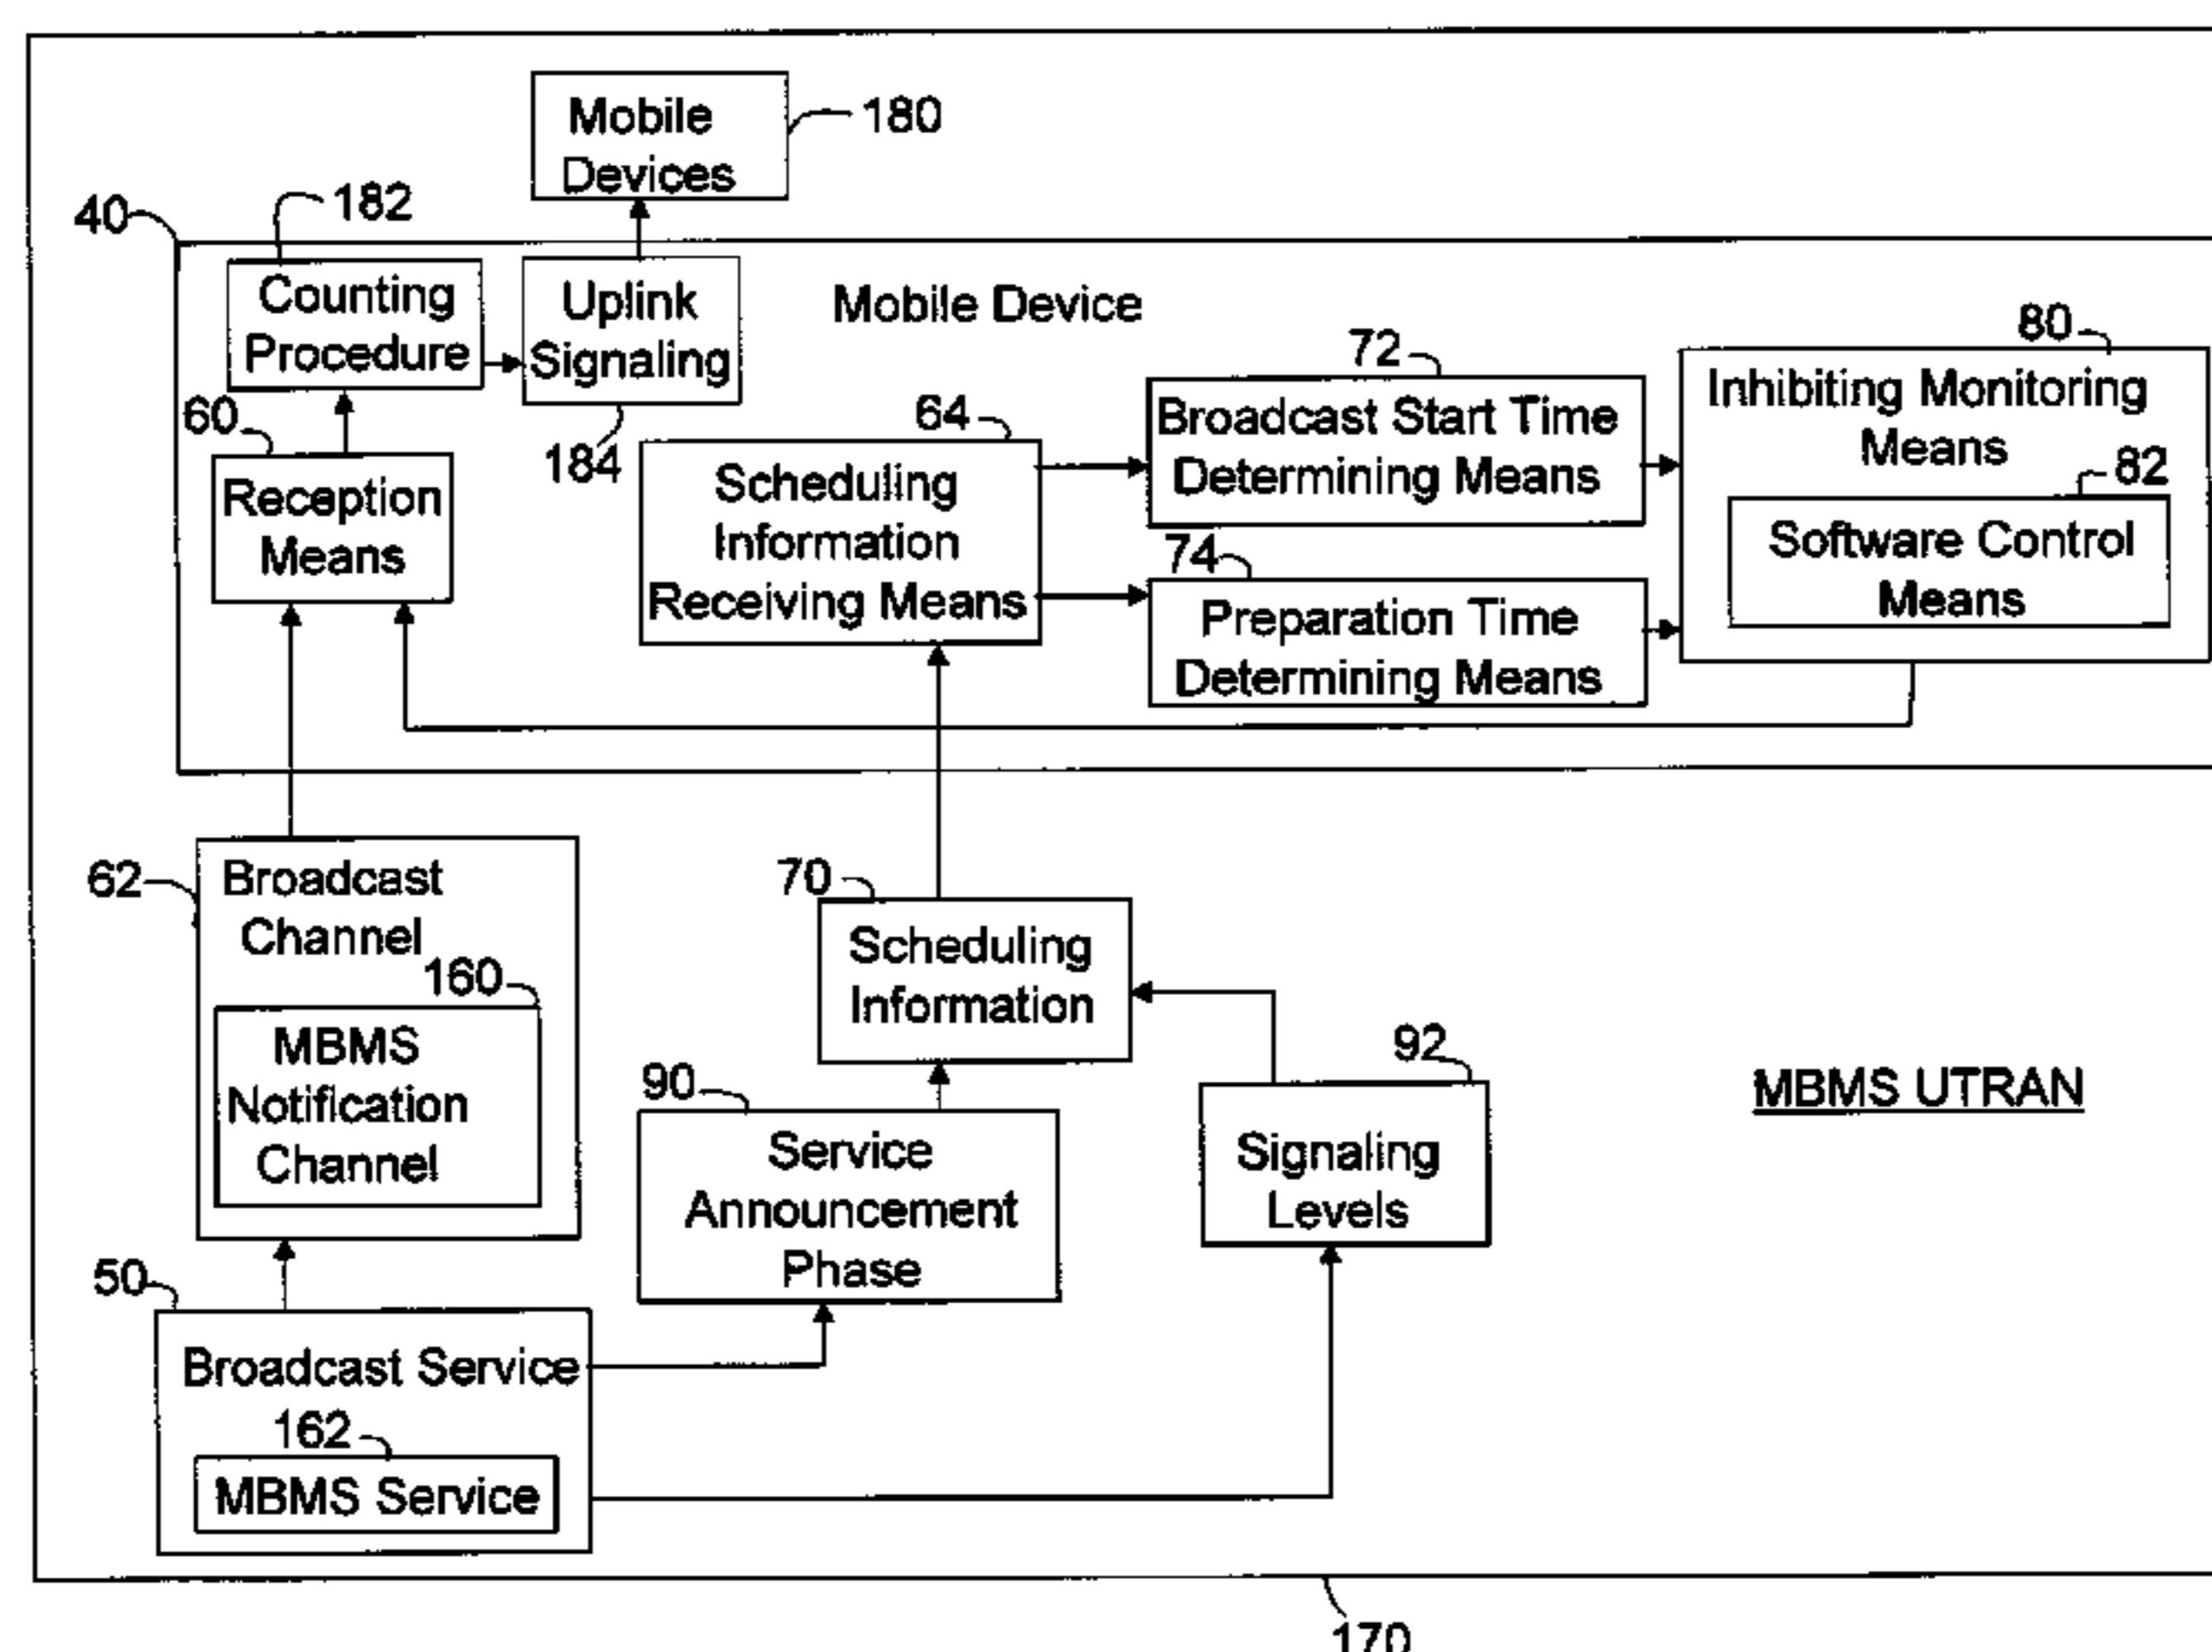 Mobile
Devices
180
40
182
Counting
Procedure
Uplink
Signaling
184
Mobile Device
60
Reception
Means
64
Scheduling
Information
Receiving Means
72
Broadcast Start Time
Determining Means
74
Preparation Time
Determining Means
80
Inhibiting Monitoring
Means
82
Software Control
Means
62
Broadcast
Channel
160
MBMS
Notification
Channel
70
Scheduling
Information
90
Service
Announcement
Phase
92
Signaling
Levels
MBMS UTRAN
50
Broadcast Service
162
MBMS Service
170